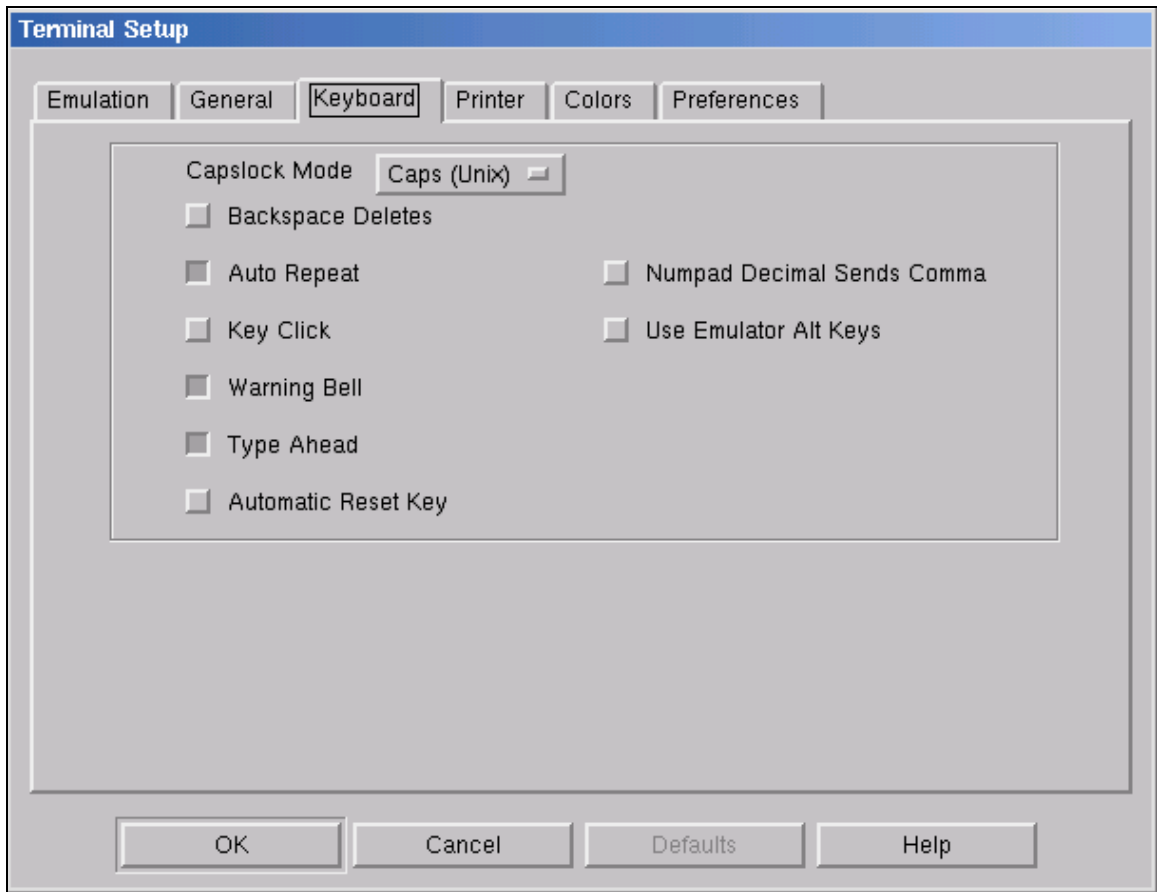 Terminal Setup
Emulation General Keyboard Printer Colors Preferences
Capslock Mode Caps (Unix)
Backspace Deletes
Auto Repeat Numpad Decimal Sends Comma
Key Click Use Emulator Alt Keys
Warning Bell
Type Ahead
Automatic Reset Key
OK Cancel Defaults Help